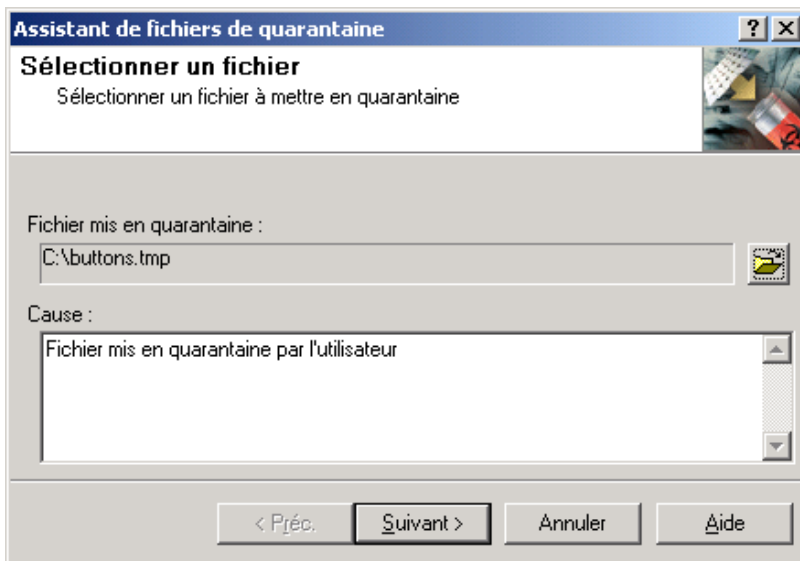 Assistant de fichiers de quarantaine
Sélectionner un fichier
Sélectionner un fichier à mettre en quarantaine
Fichier mis en quarantaine :
C:\buttons.tmp
Cause :
Fichier mis en quarantaine par l'utilisateur
< Préc. Suivant > Annuler Aide